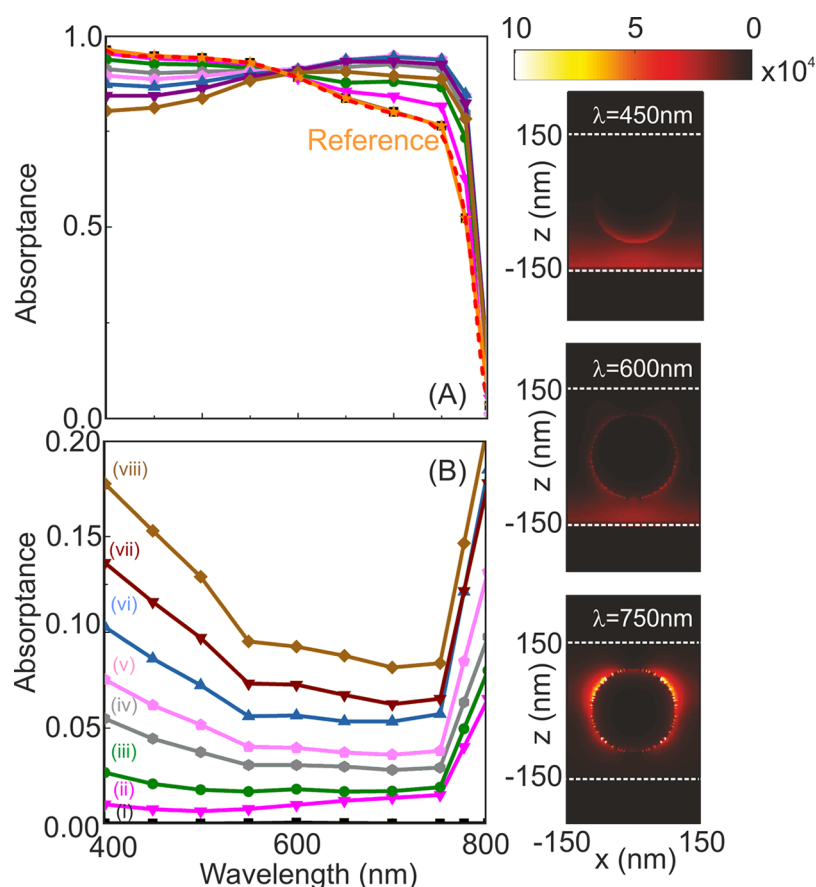 1.0
0.5
0.0
Absorptance
Reference
(A)
0.20
0.15
0.10
0.05
0.00
Absorptance
(B)
(viii)
(vii)
(vi)
(v)
(iv)
(iii)
(ii)
(i)
400
600
800
Wavelength (nm)
10
5
0
x10⁴
λ=450nm
150
-150
z (nm)
λ=600nm
150
-150
z (nm)
λ=750nm
150
-150
z (nm)
-150
150
x (nm)